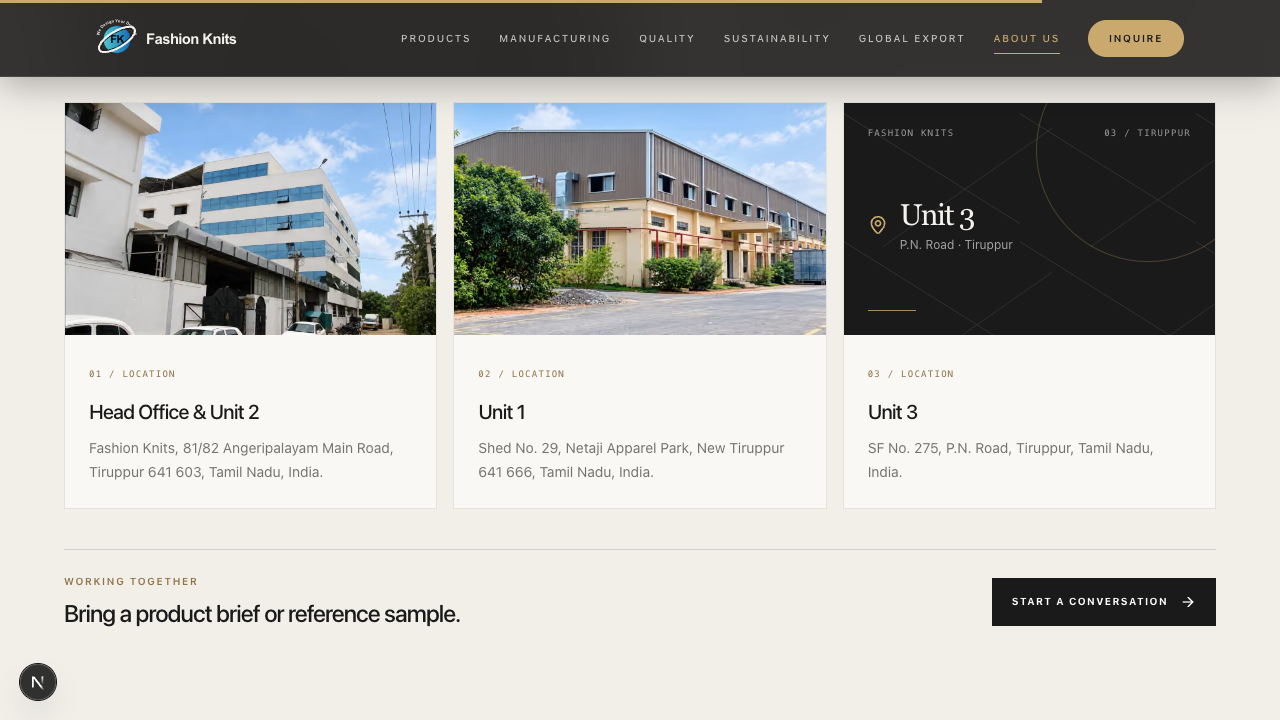 We Design Your
FK
Fashion Knits
PRODUCTS
MANUFACTURING
QUALITY
SUSTAINABILITY
GLOBAL EXPORT
ABOUT US
INQUIRE
FASHION KNITS
03 / TIRUPPUR
Unit 3
P.N. Road · Tiruppur
01 / LOCATION
Head Office & Unit 2
Fashion Knits, 81/82 Angeripalayam Main Road,
Tiruppur 641 603, Tamil Nadu, India.
02 / LOCATION
Unit 1
Shed No. 29, Netaji Apparel Park, New Tiruppur
641 666, Tamil Nadu, India.
03 / LOCATION
Unit 3
SF No. 275, P.N. Road, Tiruppur, Tamil Nadu,
India.
WORKING TOGETHER
Bring a product brief or reference sample.
START A CONVERSATION
N